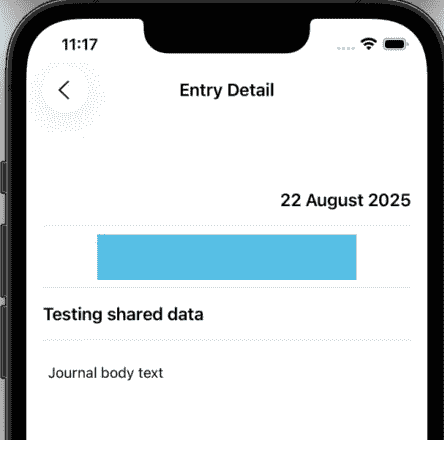 11:17
Entry Detail
22 August 2025
Testing shared data
Journal body text